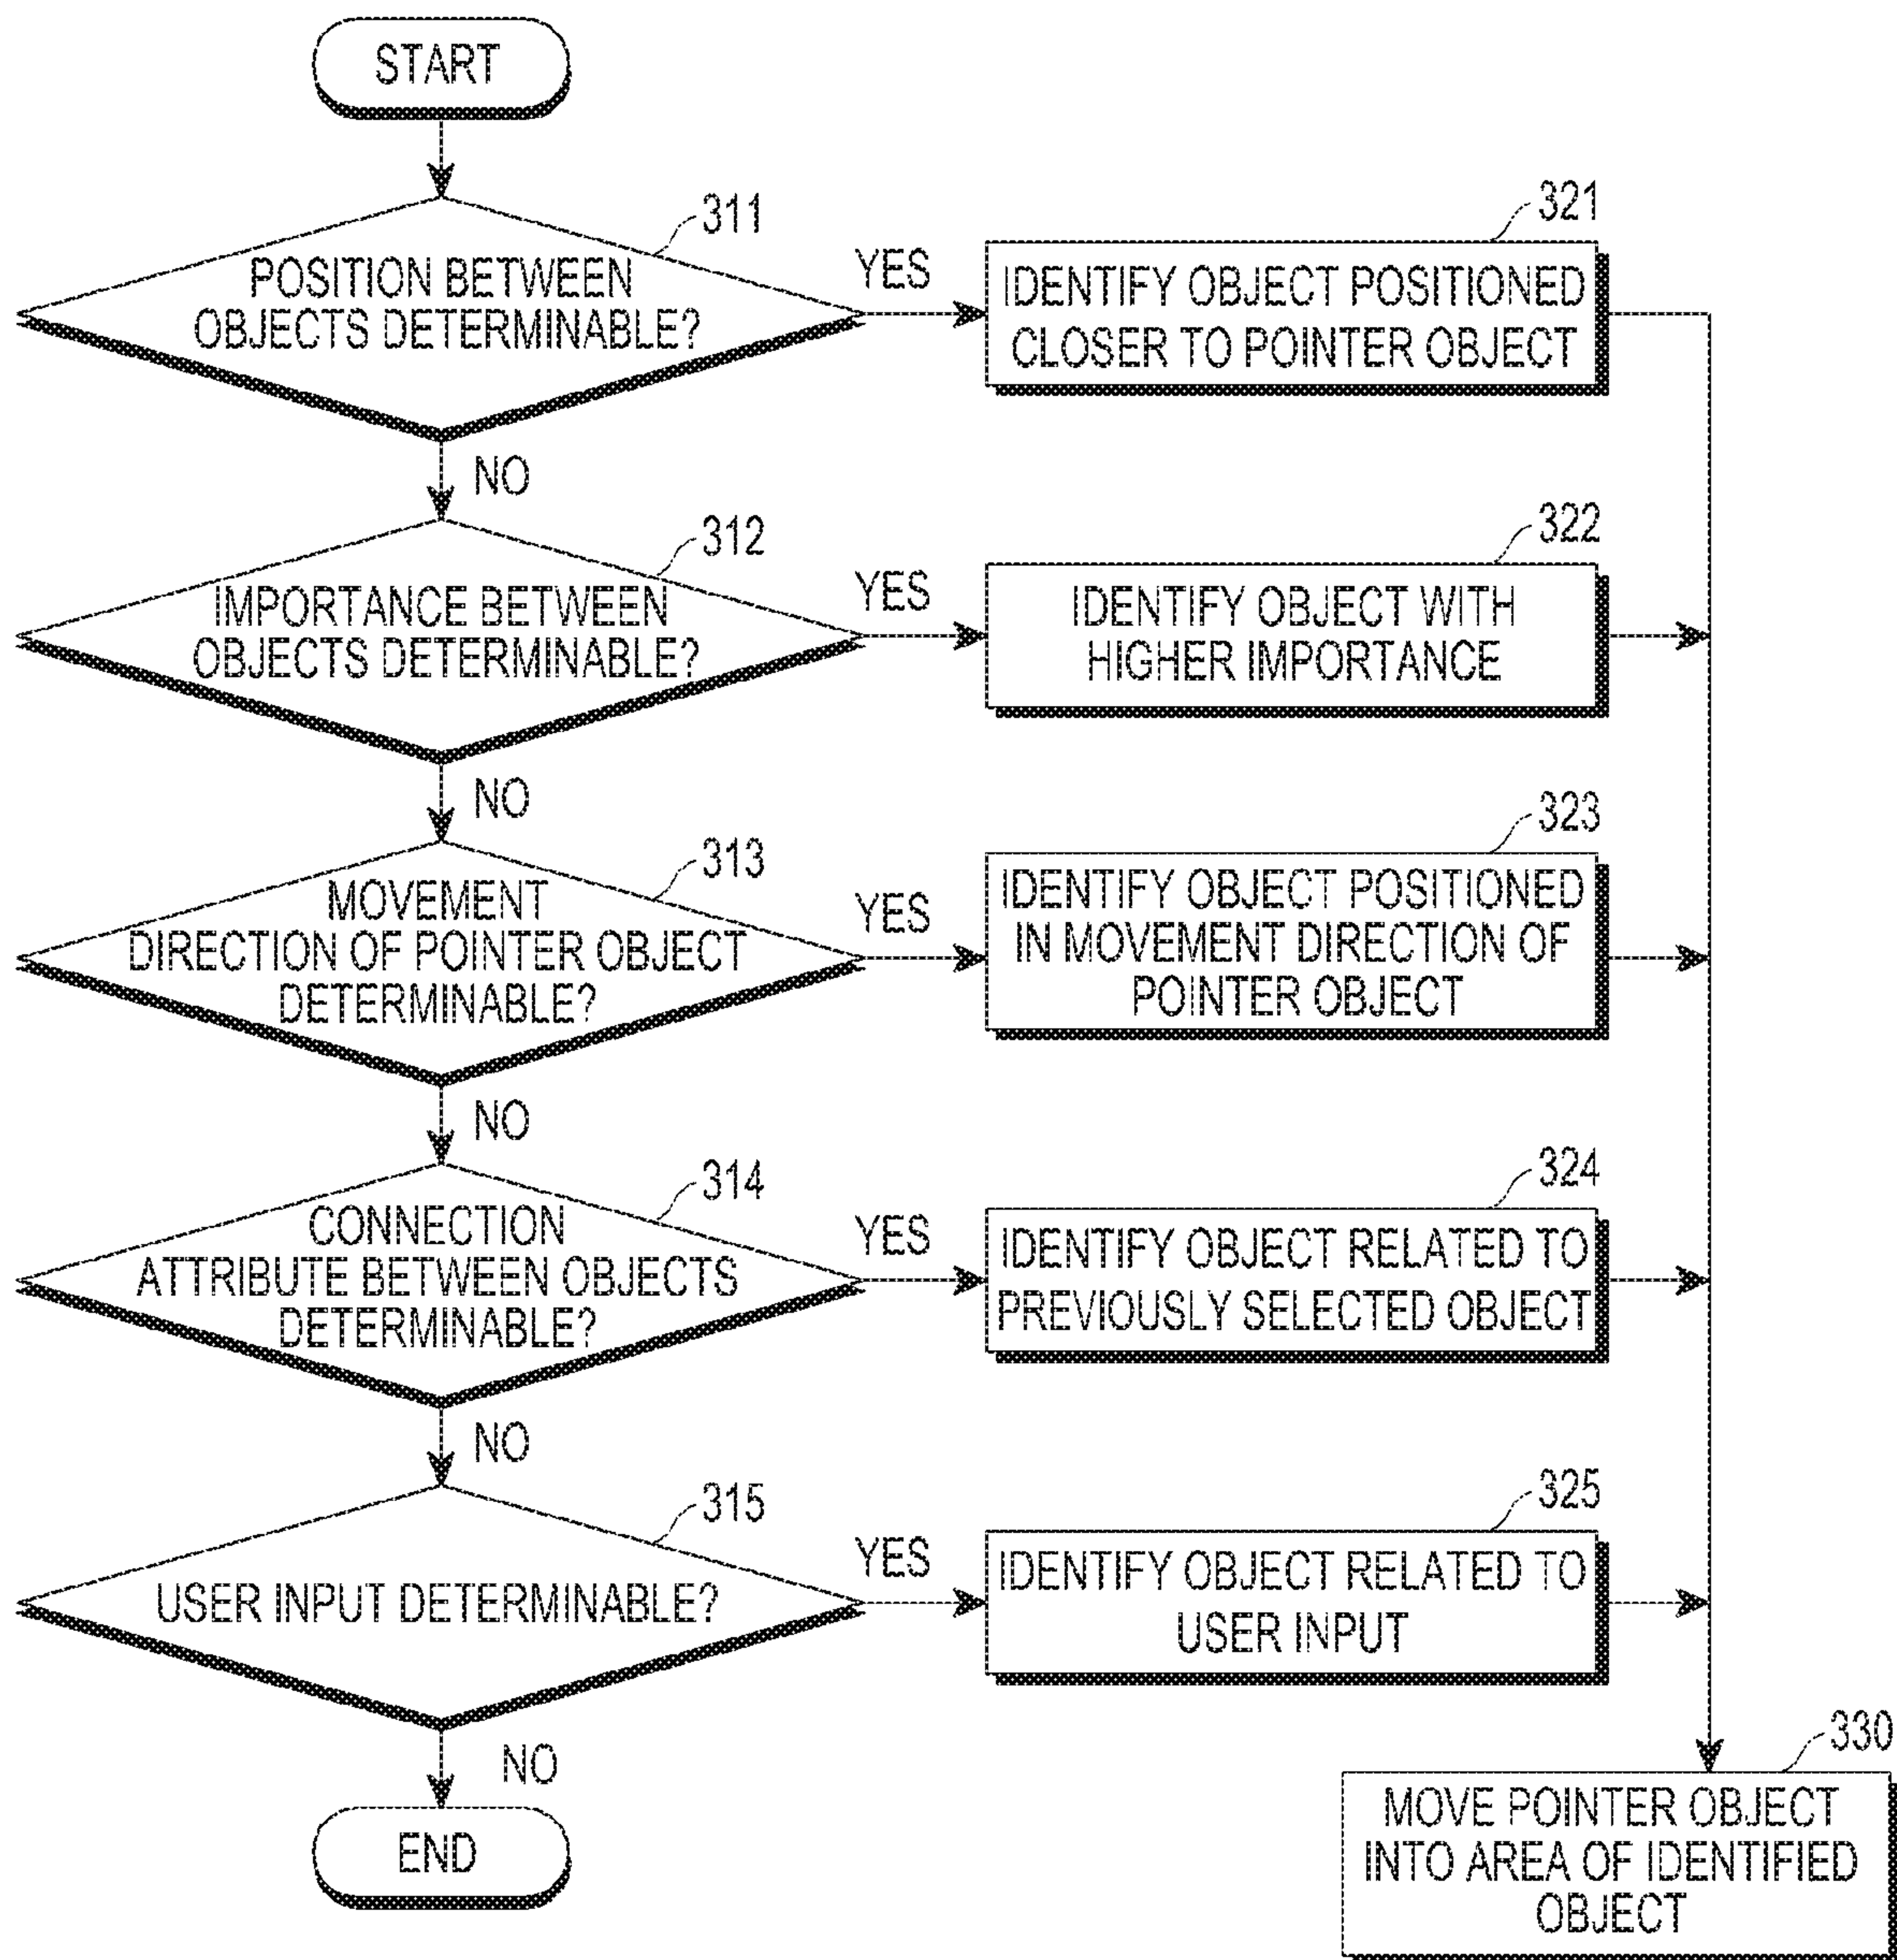 START
311
POSITION BETWEEN
OBJECTS DETERMINABLE?
YES
321
IDENTIFY OBJECT POSITIONED
CLOSER TO POINTER OBJECT
NO
312
IMPORTANCE BETWEEN
OBJECTS DETERMINABLE?
YES
322
IDENTIFY OBJECT WITH
HIGHER IMPORTANCE
NO
313
MOVEMENT
DIRECTION OF POINTER OBJECT
DETERMINABLE?
YES
323
IDENTIFY OBJECT POSITIONED
IN MOVEMENT DIRECTION OF
POINTER OBJECT
NO
314
CONNECTION
ATTRIBUTE BETWEEN OBJECTS
DETERMINABLE?
YES
324
IDENTIFY OBJECT RELATED TO
PREVIOUSLY SELECTED OBJECT
NO
315
USER INPUT DETERMINABLE?
YES
325
IDENTIFY OBJECT RELATED TO
USER INPUT
NO
END
330
MOVE POINTER OBJECT
INTO AREA OF IDENTIFIED
OBJECT